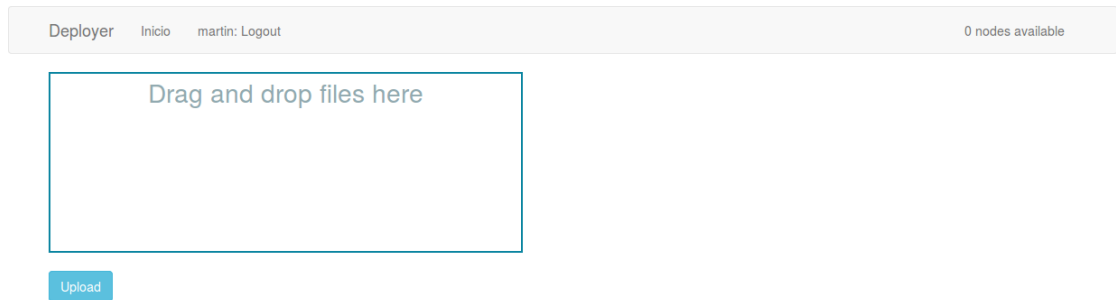 Deployer Inicio martin: Logout 0 nodes available
Drag and drop files here
Upload